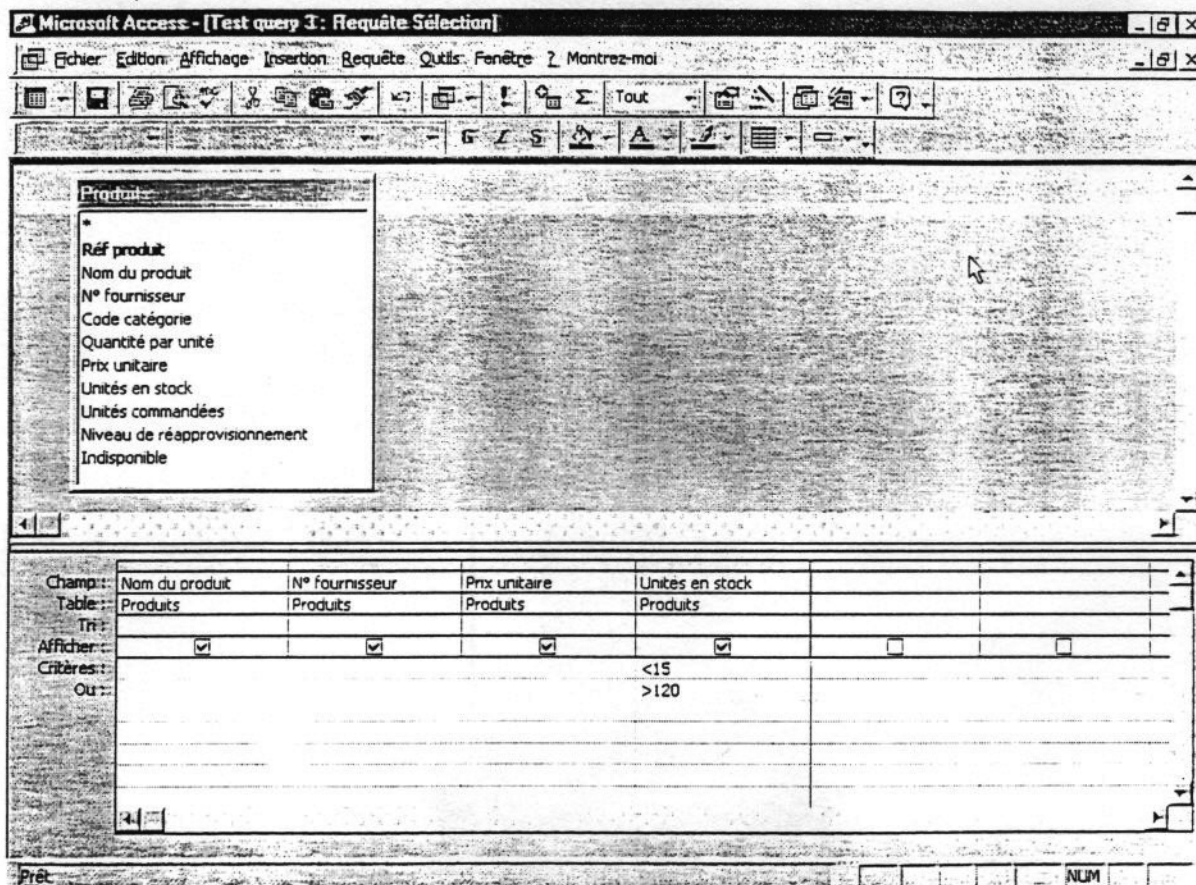 Microsoft Access - [Test query 3 : Requête Sélection]
Fichier Edition Affichage Insertion Requête Outils Fenêtre ? Montrez-moi
Tout
G I S A
Produits
*
Réf produit
Nom du produit
N° fournisseur
Code catégorie
Quantité par unité
Prix unitaire
Unités en stock
Unités commandées
Niveau de réapprovisionnement
Indisponible
Champ : Nom du produit N° fournisseur Prix unitaire Unités en stock
Table : Produits Produits Produits Produits
Tri :
Afficher :
Critères : <15
Ou : >120
Prêt NUM